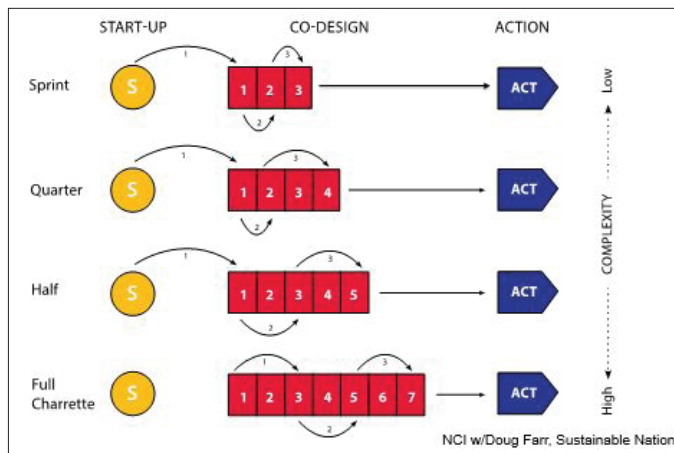 START-UP CO-DESIGN ACTION
1 3
Sprint S 1 2 3 ACT Low
2
1 3
Quarter S 1 2 3 4 ACT
2
COMPLEXITY
1 3
Half S 1 2 3 4 5 ACT
2
1 3
Full
Charrette S 1 2 3 4 5 6 7 ACT High
2
NCI w/Doug Farr, Sustainable Nation